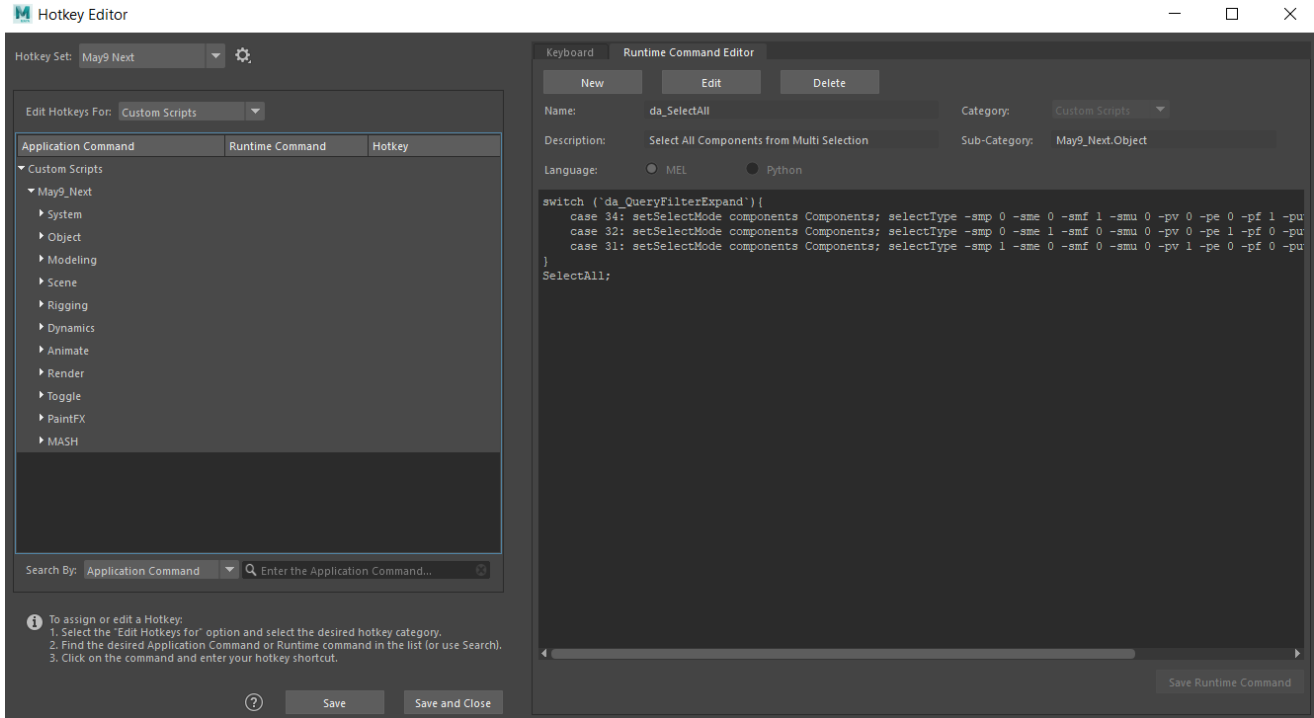 Hotkey Editor
Hotkey Set: May9 Next
Edit Hotkeys For: Custom Scripts
Application Command Runtime Command Hotkey
Custom Scripts
May9_Next
System
Object
Modeling
Scene
Rigging
Dynamics
Animate
Render
Toggle
PaintFX
MASH
Search By: Application Command Enter the Application Command...
To assign or edit a Hotkey:
1. Select the "Edit Hotkeys for" option and select the desired hotkey category.
2. Find the desired Application Command or Runtime command in the list (or use Search).
3. Click on the command and enter your hotkey shortcut.
? Save Save and Close
Keyboard Runtime Command Editor
New Edit Delete
Name: da_SelectAll Category: Custom Scripts
Description: Select All Components from Multi Selection Sub-Category: May9_Next.Object
Language: MEL Python
switch (`da_QueryFilterExpand`){
case 34: setSelectMode components Components; selectType -smp 0 -sme 0 -smf 1 -smu 0 -pv 0 -pe 0 -pf 1 -pu
case 32: setSelectMode components Components; selectType -smp 0 -sme 1 -smf 0 -smu 0 -pv 0 -pe 1 -pf 0 -pu
case 31: setSelectMode components Components; selectType -smp 1 -sme 0 -smf 0 -smu 0 -pv 1 -pe 0 -pf 0 -pu
}
SelectAll;
Save Runtime Command